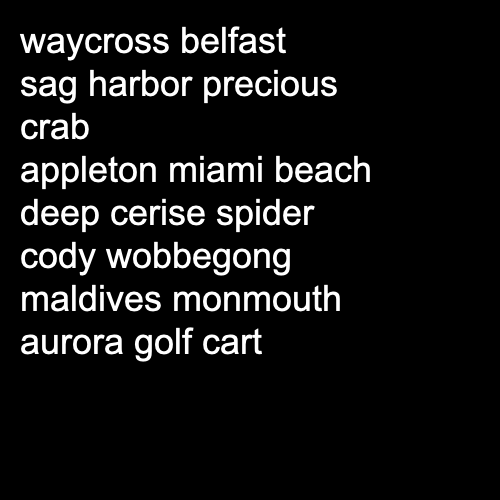 waycross belfast
sag harbor precious
crab
appleton miami beach
deep cerise spider
cody wobbegong
maldives monmouth
aurora golf cart